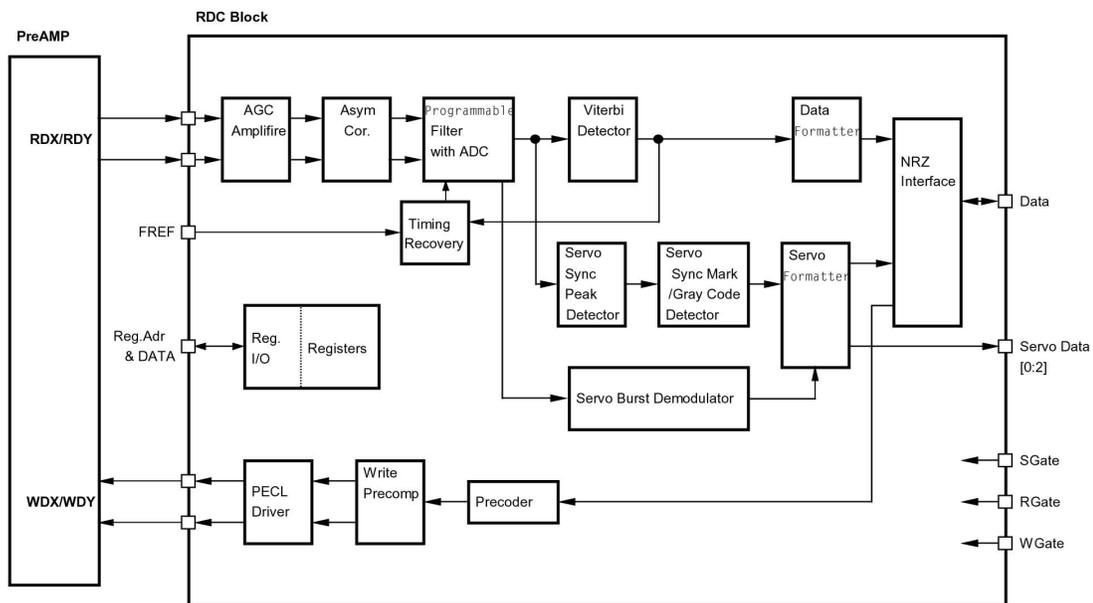 RDC Block
PreAMP
RDX/RDY
AGC
Amplifire
Asym
Cor.
Programmable
Filter
with ADC
Viterbi
Detector
Data
Formatter
NRZ
Interface
Data
FREF
Timing
Recovery
Servo
Sync
Peak
Detector
Servo
Sync Mark
/Gray Code
Detector
Servo
Formatter
Reg.Adr
& DATA
Reg.
I/O
Registers
Servo Data
[0:2]
Servo Burst Demodulator
WDX/WDY
PECL
Driver
Write
Precomp
Precoder
SGate
RGate
WGate